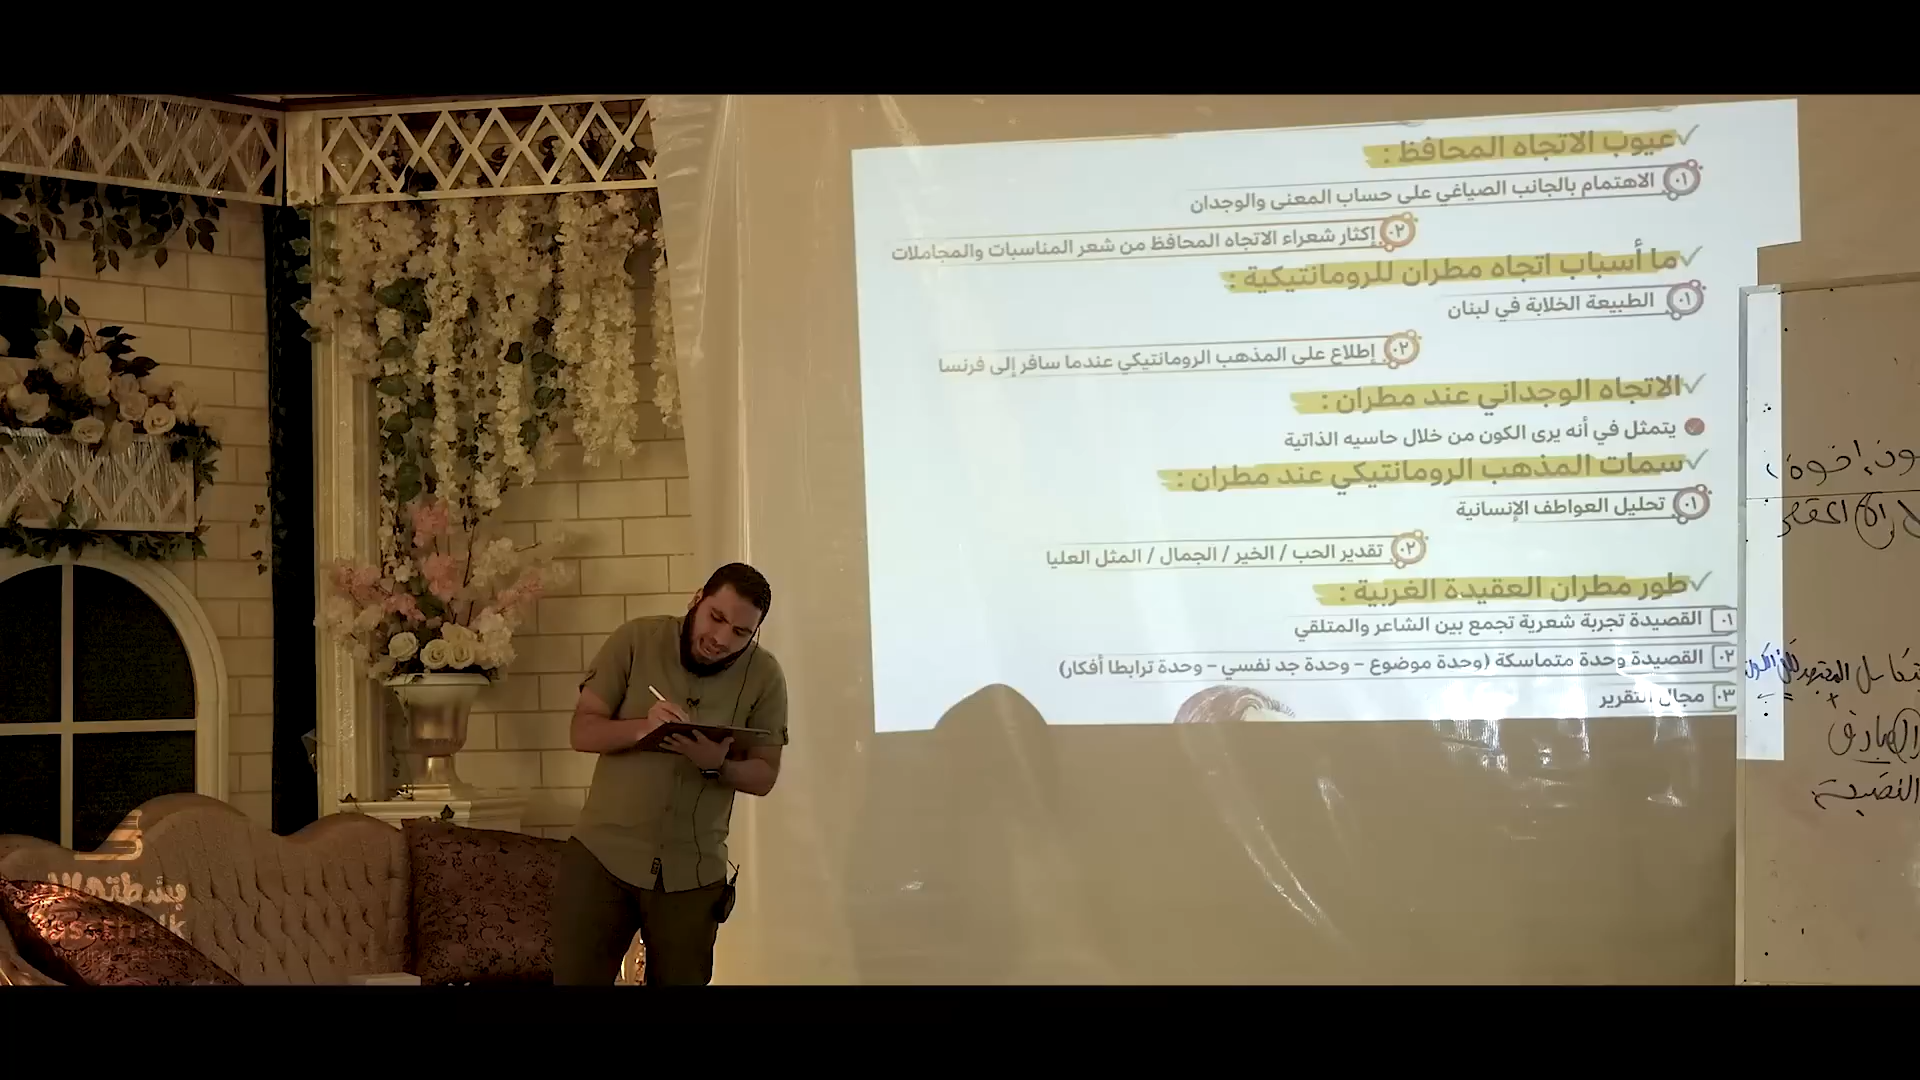 عيوب الاتجاه المحافظ :
٠١ الاهتمام بالجانب الصياغي على حساب المعنى والوجدان
٠٢ إكثار شعراء الاتجاه المحافظ من شعر المناسبات والمجاملات
ما أسباب اتجاه مطران للرومانتيكية :
٠١ الطبيعة الخلابة في لبنان
٠٢ إطلاع على المذهب الرومانتيكي عندما سافر إلى فرنسا
الاتجاه الوجداني عند مطران :
يتمثل في أنه يرى الكون من خلال حاسيه الذاتية
سمات المذهب الرومانتيكي عند مطران :
٠١ تحليل العواطف الإنسانية
٠٢ تقدير الحب / الخير / الجمال / المثل العليا
طور مطران العقيدة الغربية :
٠١ القصيدة تجربة شعرية تجمع بين الشاعر والمتلقي
٠٢ القصيدة وحدة متماسكة (وحدة موضوع – وحدة جد نفسي – وحدة ترابطا أفكار)
٠٣ مجال التقرير
بسطتهالك